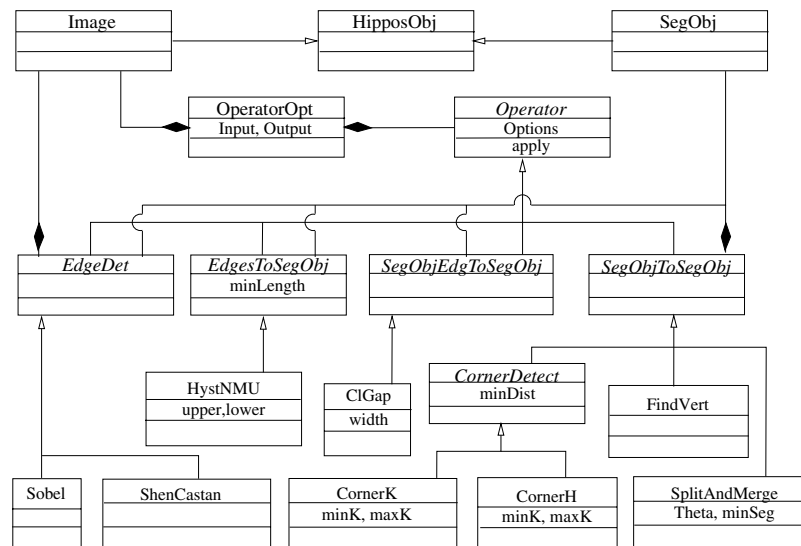 Image
HipposObj
SegObj
OperatorOpt
Input, Output
Operator
Options
apply
EdgeDet
EdgesToSegObj
minLength
SegObjEdgToSegObj
SegObjToSegObj
HystNMU
upper,lower
ClGap
width
CornerDetect
minDist
FindVert
Sobel
ShenCastan
CornerK
minK, maxK
CornerH
minK, maxK
SplitAndMerge
Theta, minSeg